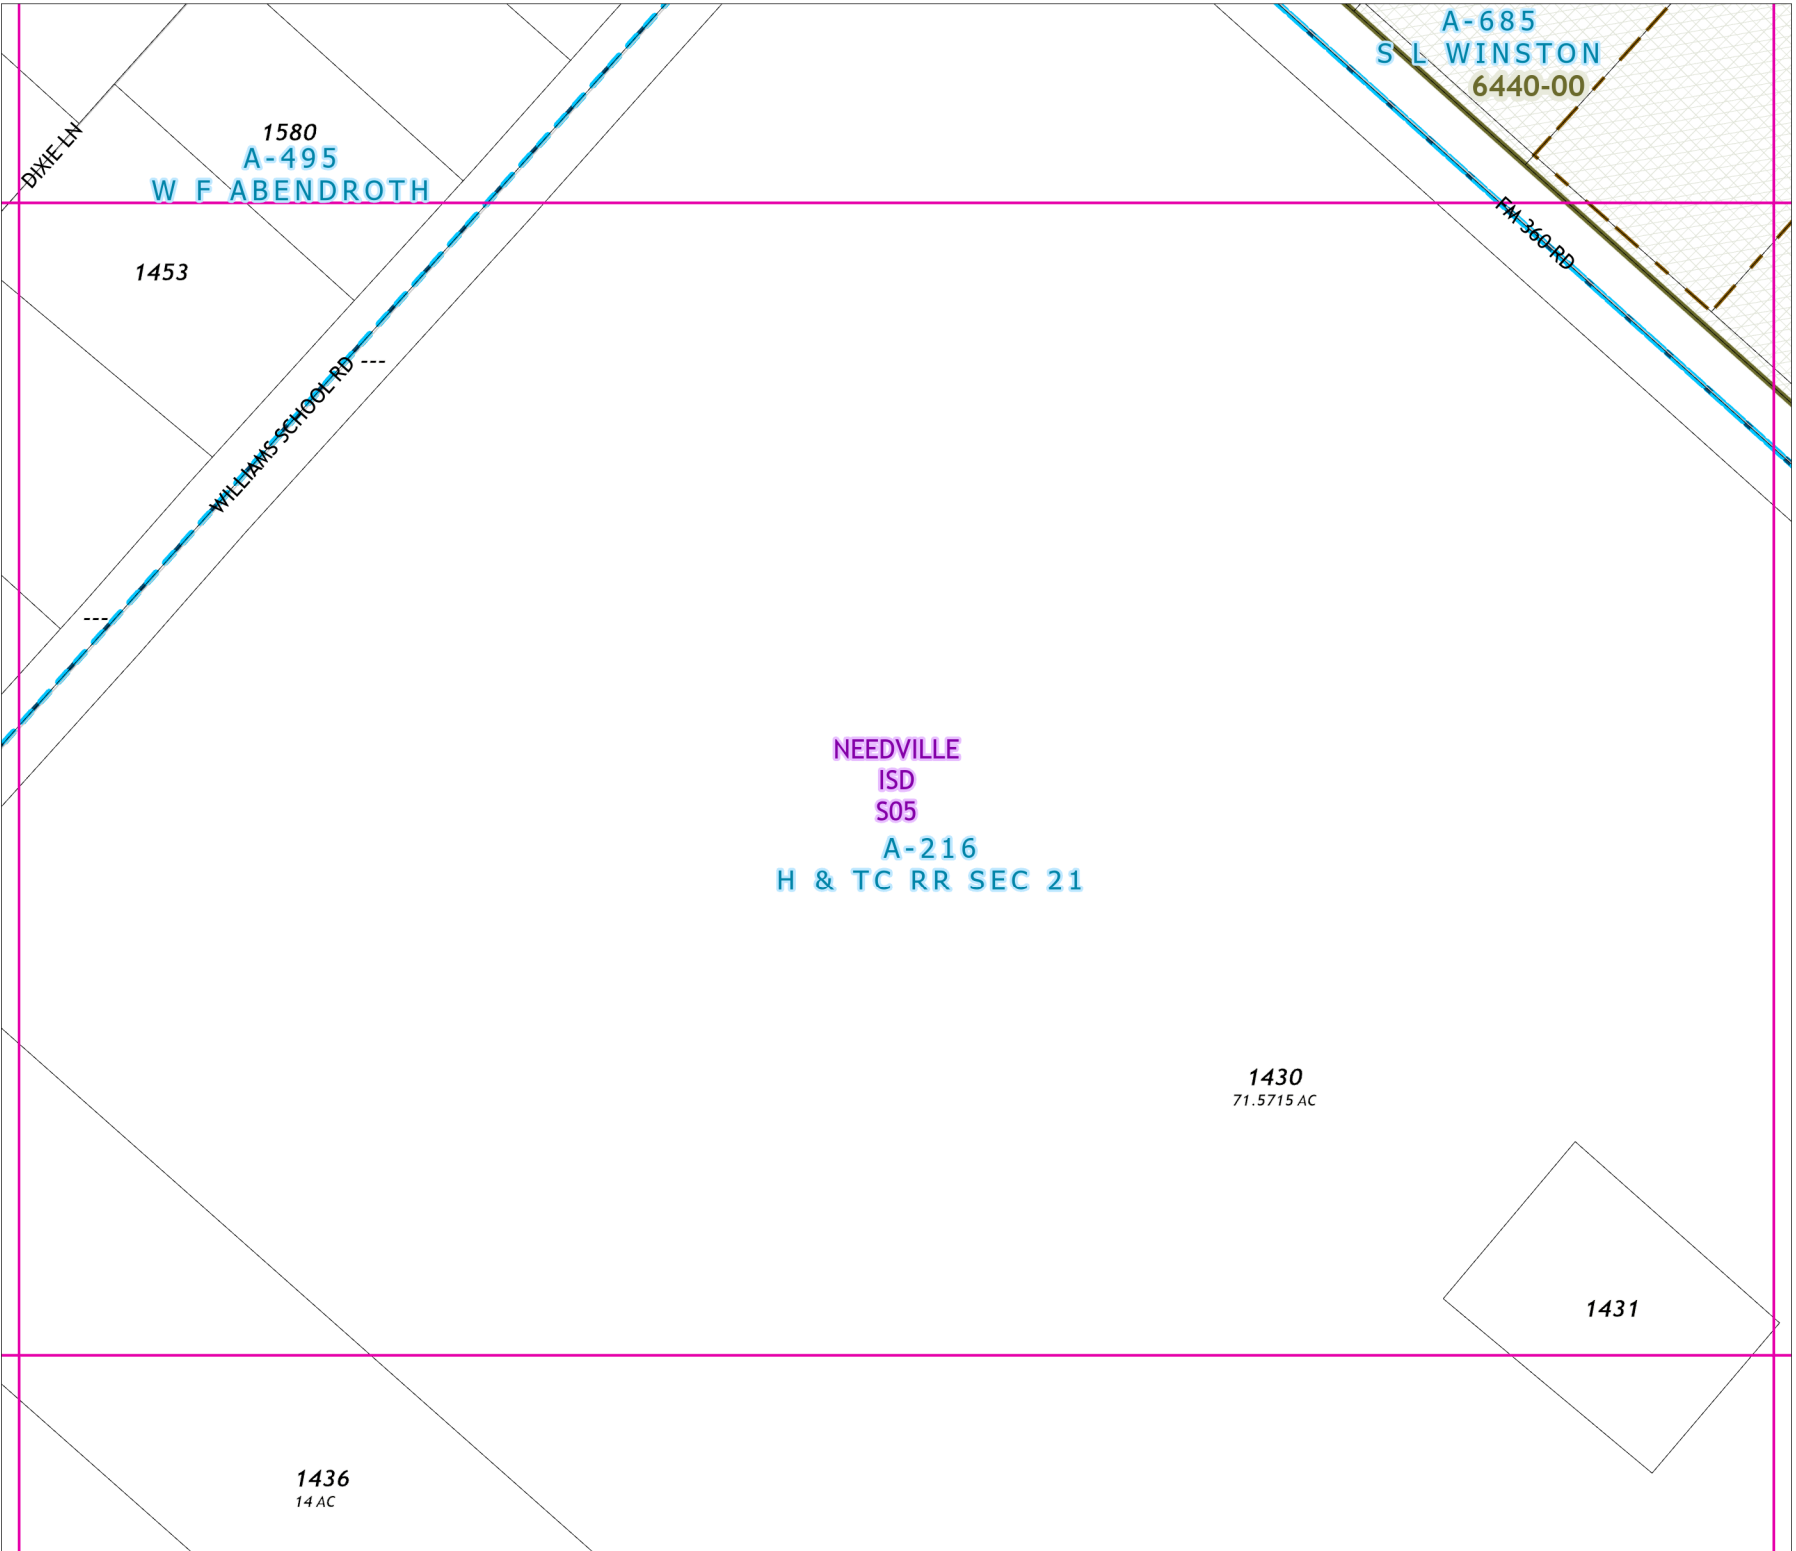 A-685
S L WINSTON
6440-00
DIXIE LN
1580
A-495
W F ABENDROTH
FM 360 RD
1453
WILLIAMS SCHOOL RD
---
---
NEEDVILLE
ISD
S05
A-216
H & TC RR SEC 21
1430
71.5715 AC
1431
1436
14 AC